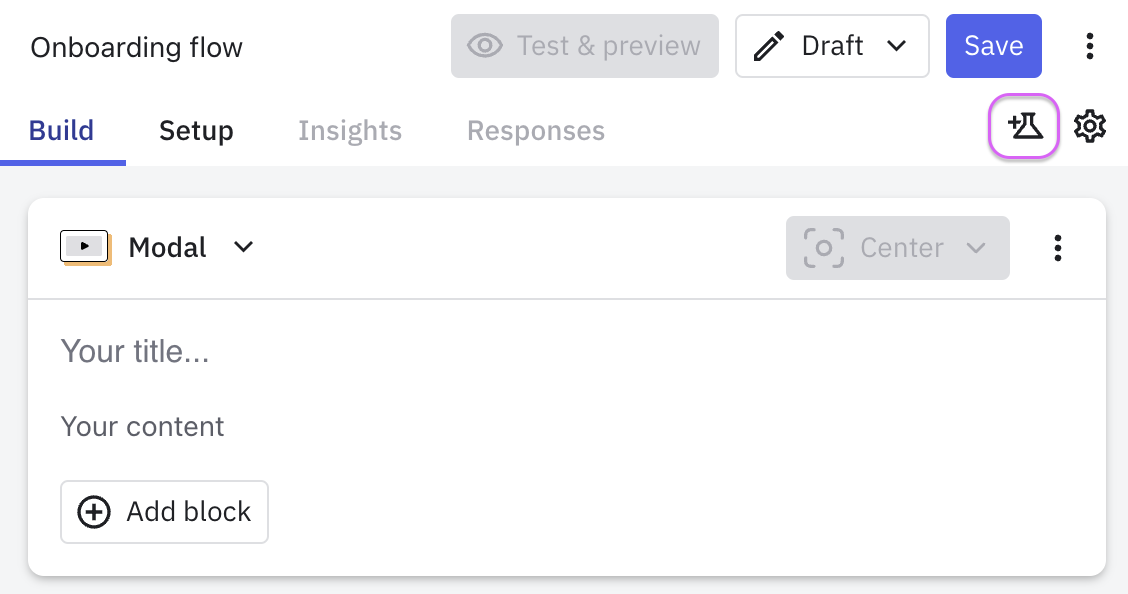 Onboarding flow
Test & preview
Draft
Save
Build
Setup
Insights
Responses
Modal
Center
Your title...
Your content
Add block